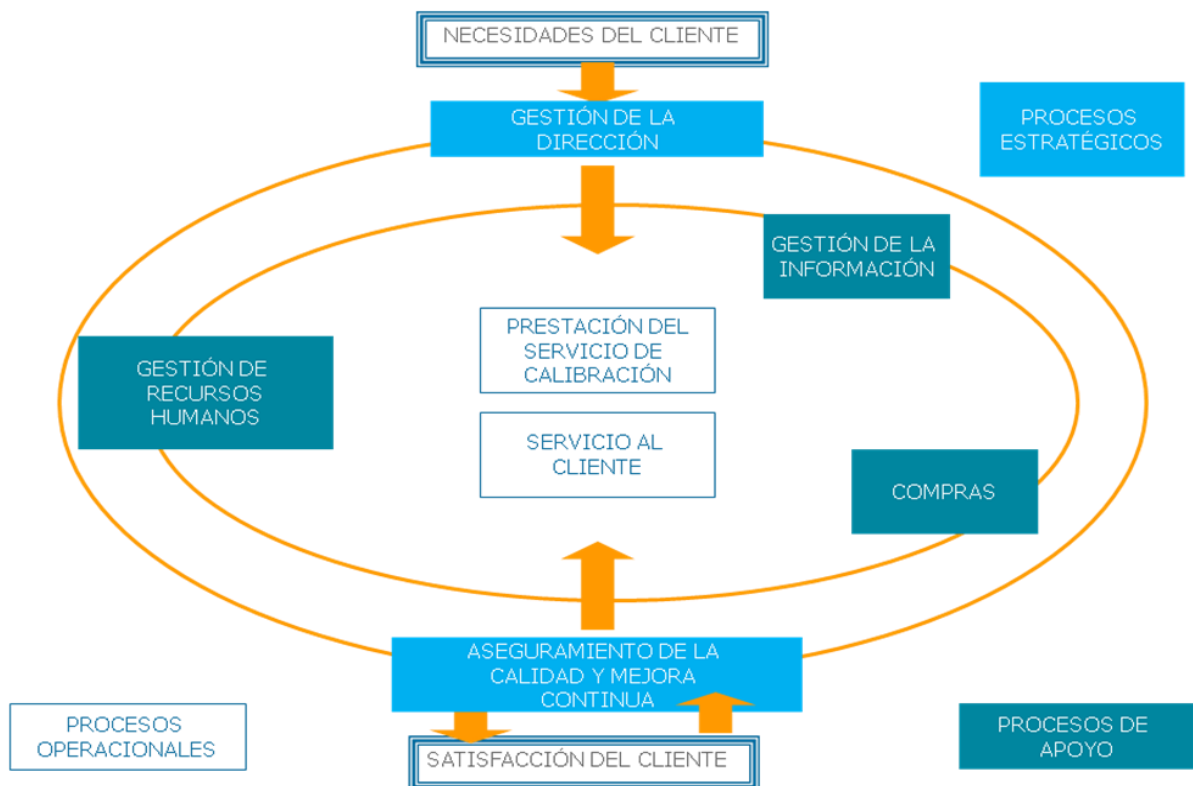 NECESIDADES DEL CLIENTE
GESTIÓN DE LA
DIRECCIÓN
PROCESOS
ESTRATÉGICOS
GESTIÓN DE LA
INFORMACIÓN
PRESTACIÓN DEL
SERVICIO DE
CALIBRACIÓN
GESTIÓN DE
RECURSOS
HUMANOS
SERVICIO AL
CLIENTE
COMPRAS
ASEGURAMIENTO DE LA
CALIDAD Y MEJORA
CONTINUA
PROCESOS
OPERACIONALES
PROCESOS DE
APOYO
SATISFACCIÓN DEL CLIENTE